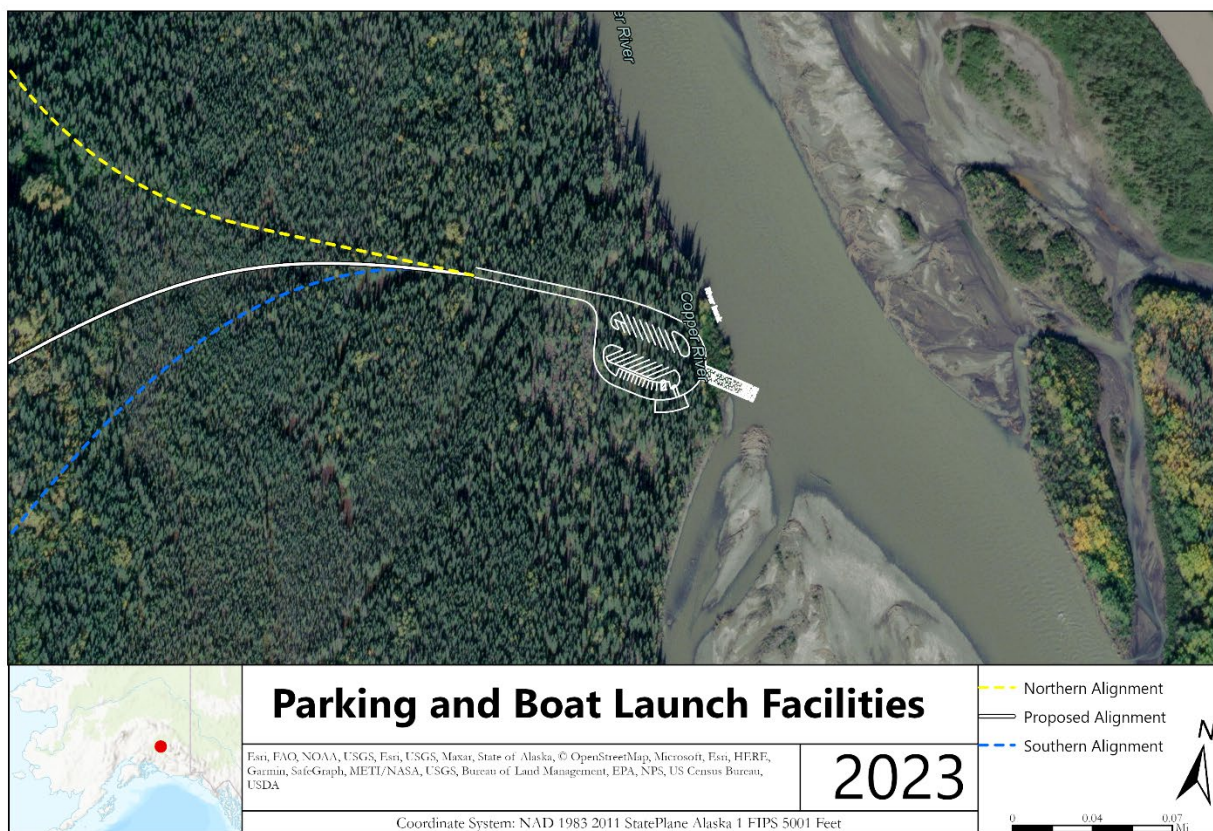 er River
Copper River
Parking and Boat Launch Facilities
Esri, FAO, NOAA, USGS, Esri, USGS, Maxar, State of Alaska, © OpenStreetMap, Microsoft, Esri, HERE,
Garmin, SafeGraph, METI/NASA, USGS, Bureau of Land Management, EPA, NPS, US Census Bureau,
USDA
2023
Coordinate System: NAD 1983 2011 StatePlane Alaska 1 FIPS 5001 Feet
Northern Alignment
Proposed Alignment
Southern Alignment
N
0 0.04 0.07
Mi